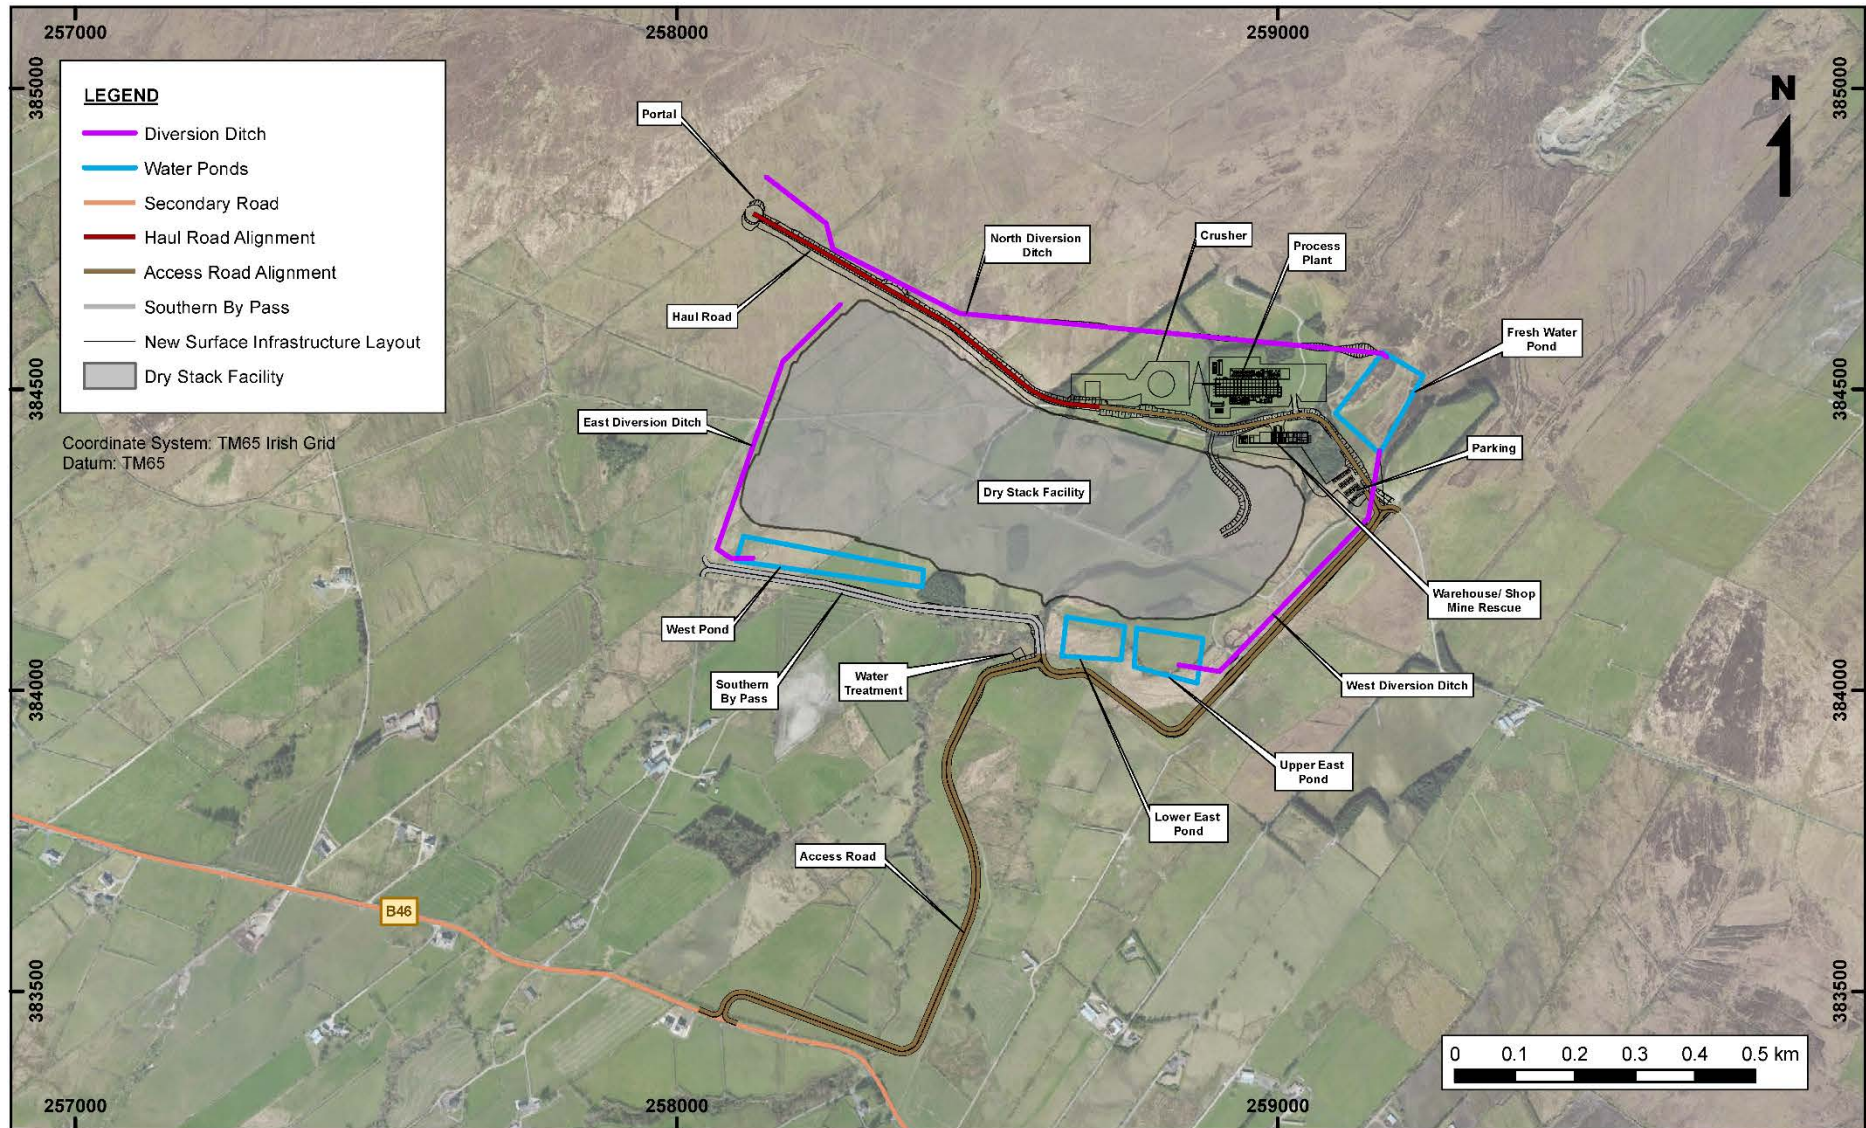 257000
258000
259000
385000
385000
LEGEND
Diversion Ditch
Water Ponds
Secondary Road
Haul Road Alignment
Access Road Alignment
Southern By Pass
New Surface Infrastructure Layout
Dry Stack Facility
Coordinate System: TM65 Irish Grid
Datum: TM65
N
Portal
Haul Road
North Diversion
Ditch
Crusher
Process
Plant
Fresh Water
Pond
384500
384500
East Diversion Ditch
Parking
Dry Stack Facility
Warehouse/ Shop
Mine Rescue
West Pond
Southern
By Pass
Water
Treatment
West Diversion Ditch
384000
384000
Upper East
Pond
Lower East
Pond
Access Road
B46
383500
383500
0 0.1 0.2 0.3 0.4 0.5 km
257000
258000
259000